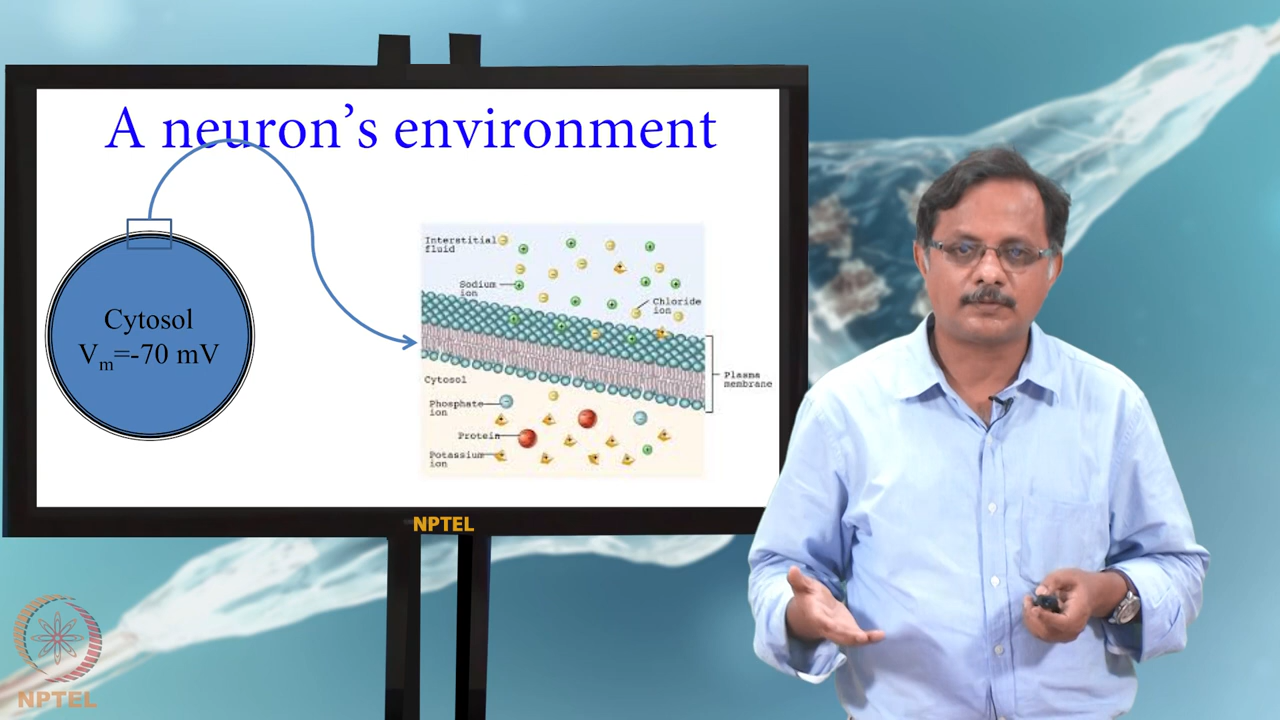 A neuron's environment
Cytosol
Vm=-70 mV
Interstitial
fluid
Sodium
ion
Chloride
ion
Plasma
membrane
Cytosol
Phosphate
ion
Protein
Potassium
ion
NPTEL
NPTEL